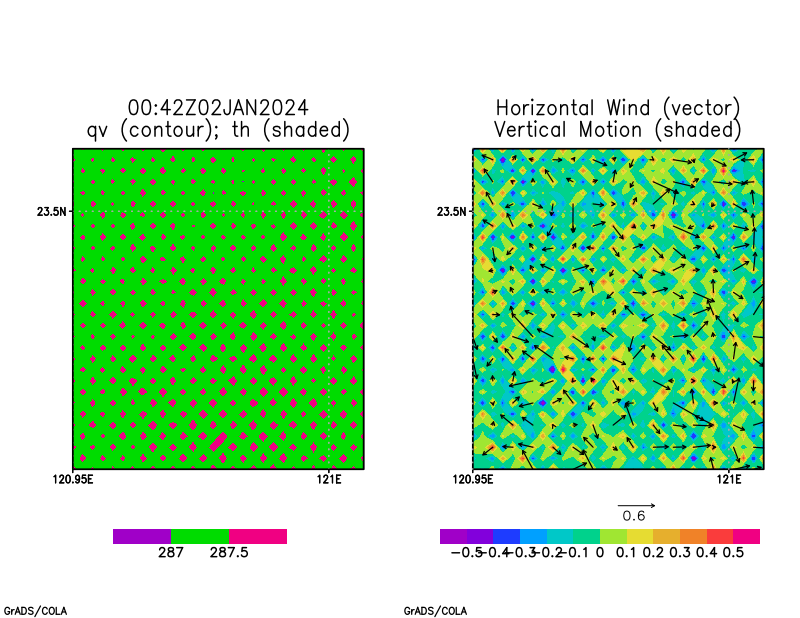 00:42Z02JAN2024
qv (contour); th (shaded)
23.5N
120.95E 121E
287 287.5
GrADS/COLA
Horizontal Wind (vector)
Vertical Motion (shaded)
23.5N
120.95E 121E
0.6
-0.5 -0.4 -0.3 -0.2 -0.1 0 0.1 0.2 0.3 0.4 0.5
GrADS/COLA